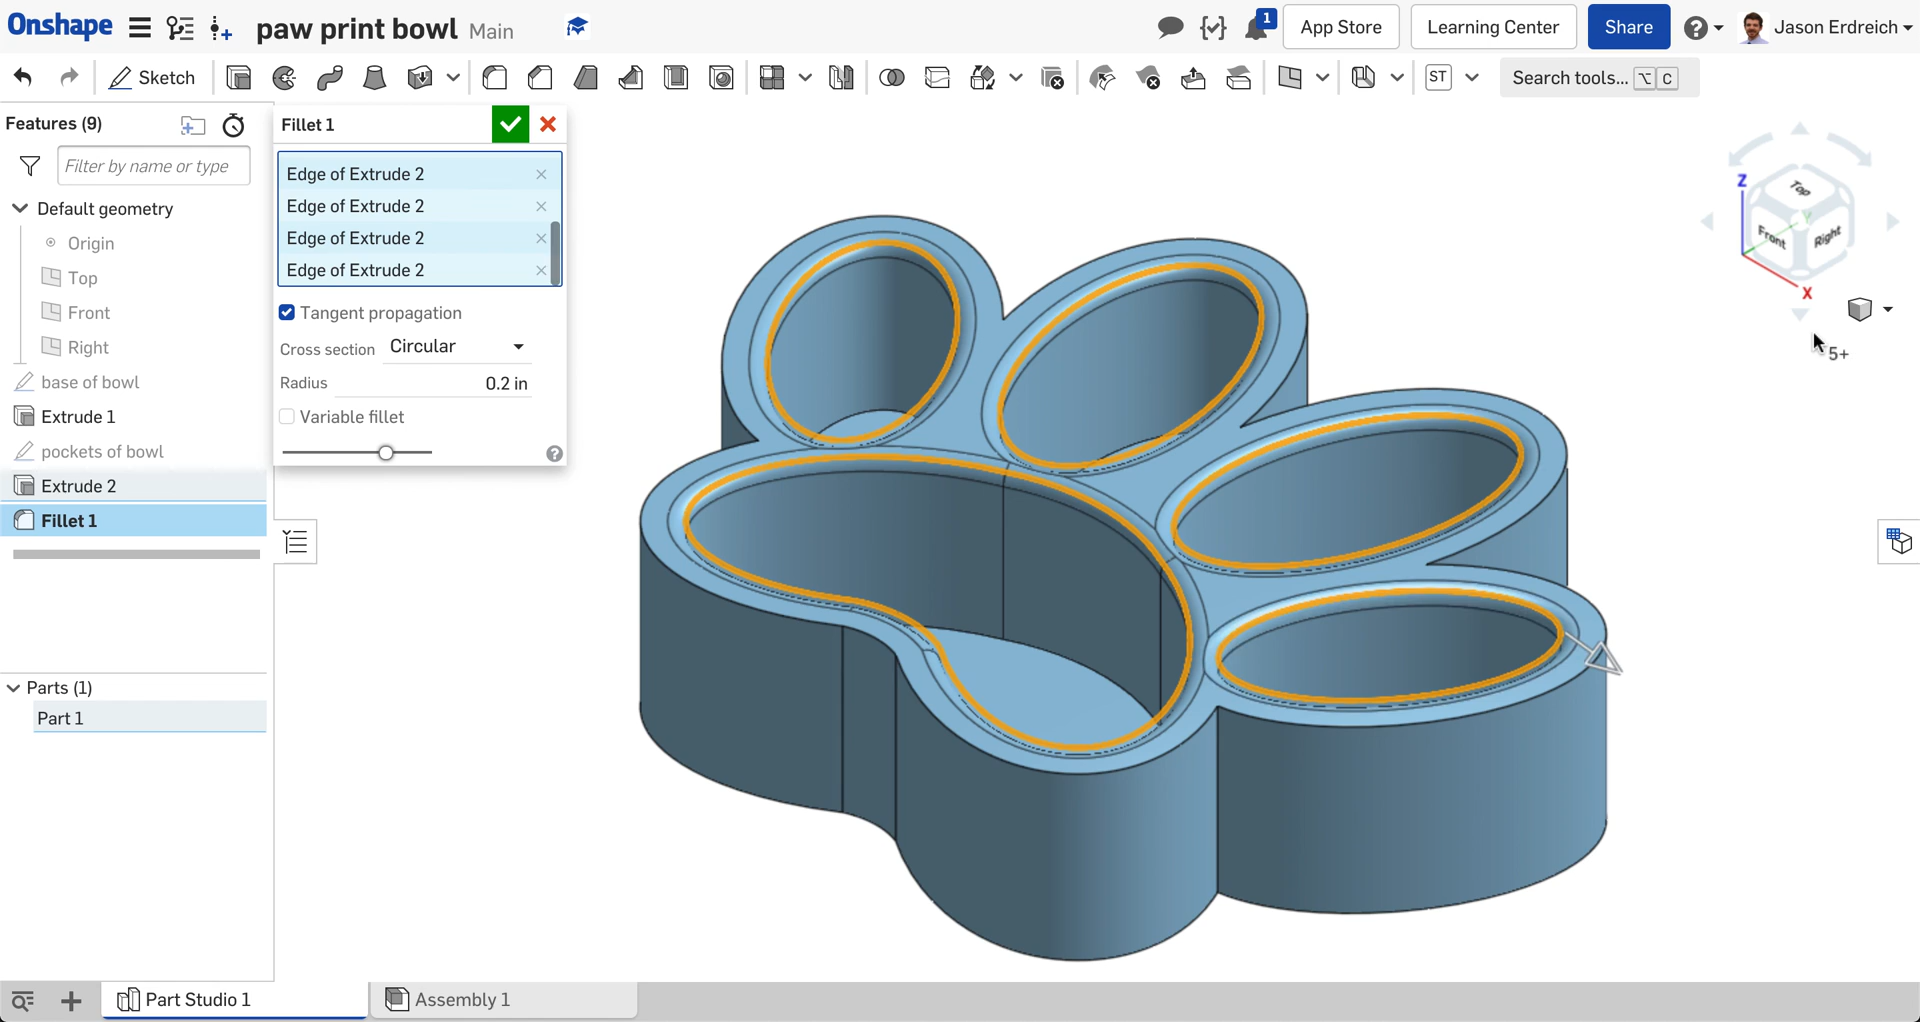 Onshape paw print bowl Main 1 App Store Learning Center Share Jason Erdreich
Sketch ST Search tools... ⌥ C
Features (9)
Filter by name or type
Default geometry
Origin
Top
Front
Right
base of bowl
Extrude 1
pockets of bowl
Extrude 2
Fillet 1
Parts (1)
Part 1
Fillet 1
Edge of Extrude 2
Edge of Extrude 2
Edge of Extrude 2
Edge of Extrude 2
Tangent propagation
Cross section Circular
Radius 0.2 in
Variable fillet
Z
Top
Y
Front Right
X
5+
Part Studio 1 Assembly 1